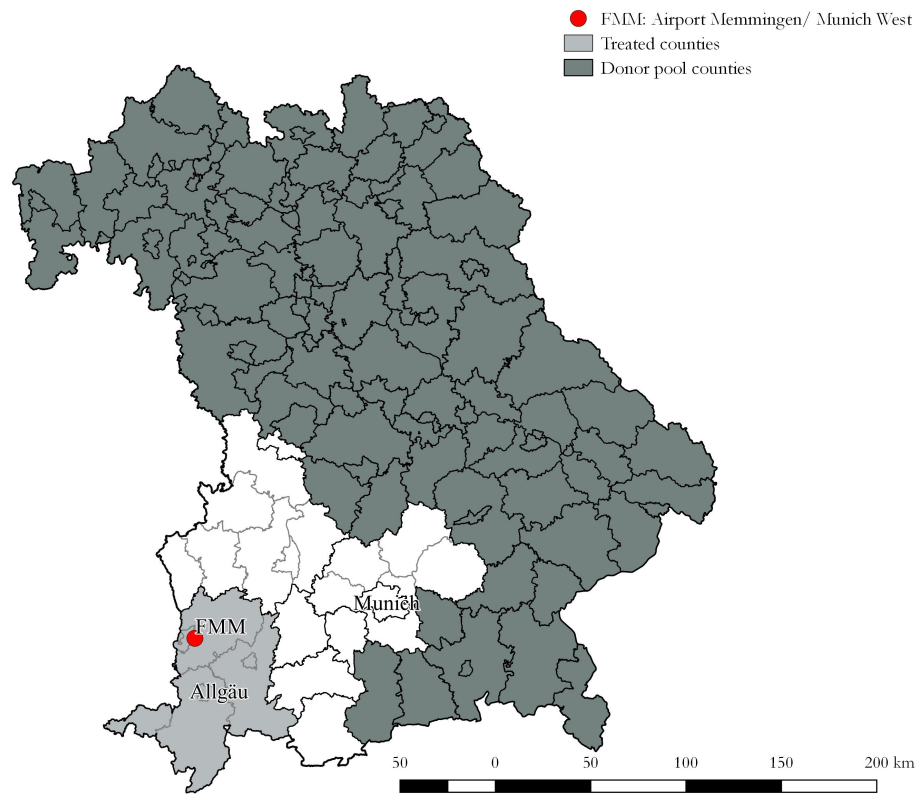 FMM: Airport Memmingen/ Munich West
Treated counties
Donor pool counties
Munich
FMM
Allgäu
50 0 50 100 150 200 km